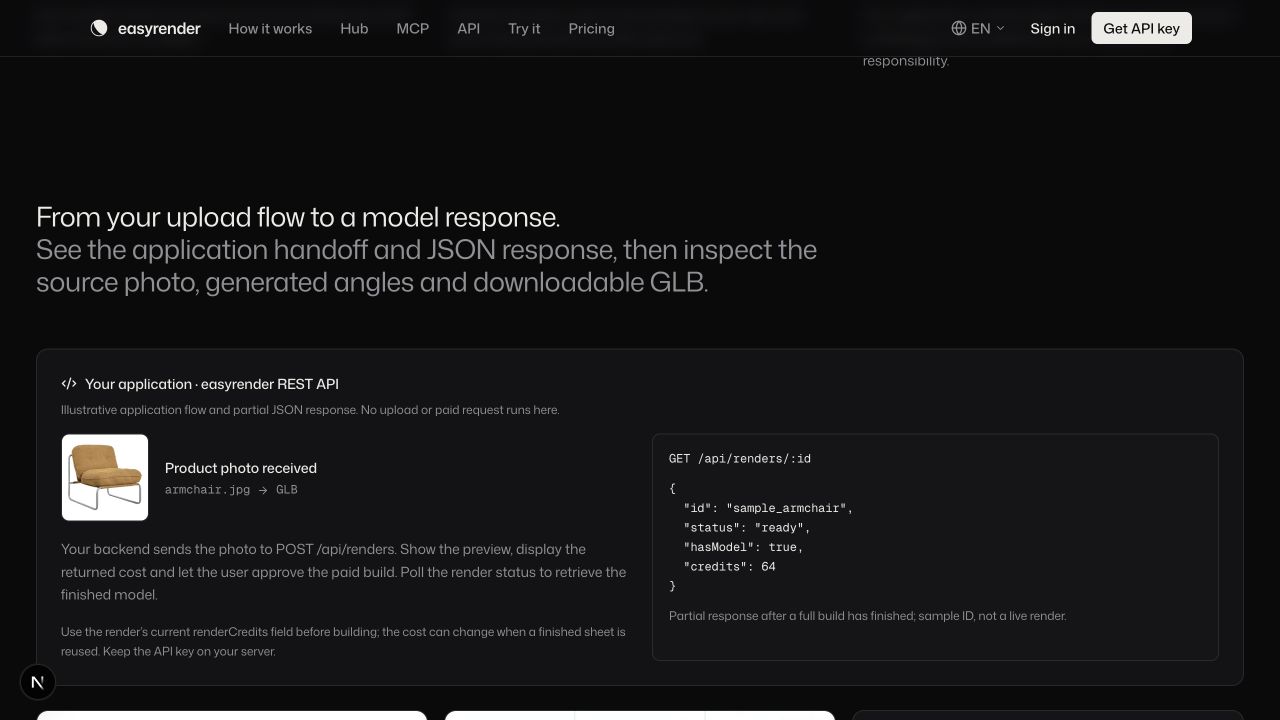 easyrender
How it works
Hub
MCP
API
Try it
Pricing
EN
Sign in
Get API key
responsibility.
From your upload flow to a model response.
See the application handoff and JSON response, then inspect the
source photo, generated angles and downloadable GLB.
Your application · easyrender REST API
Illustrative application flow and partial JSON response. No upload or paid request runs here.
Product photo received
armchair.jpg → GLB
Your backend sends the photo to POST /api/renders. Show the preview, display the
returned cost and let the user approve the paid build. Poll the render status to retrieve the
finished model.
Use the render's current renderCredits field before building; the cost can change when a finished sheet is
reused. Keep the API key on your server.
GET /api/renders/:id
{
"id": "sample_armchair",
"status": "ready",
"hasModel": true,
"credits": 64
}
Partial response after a full build has finished; sample ID, not a live render.
N